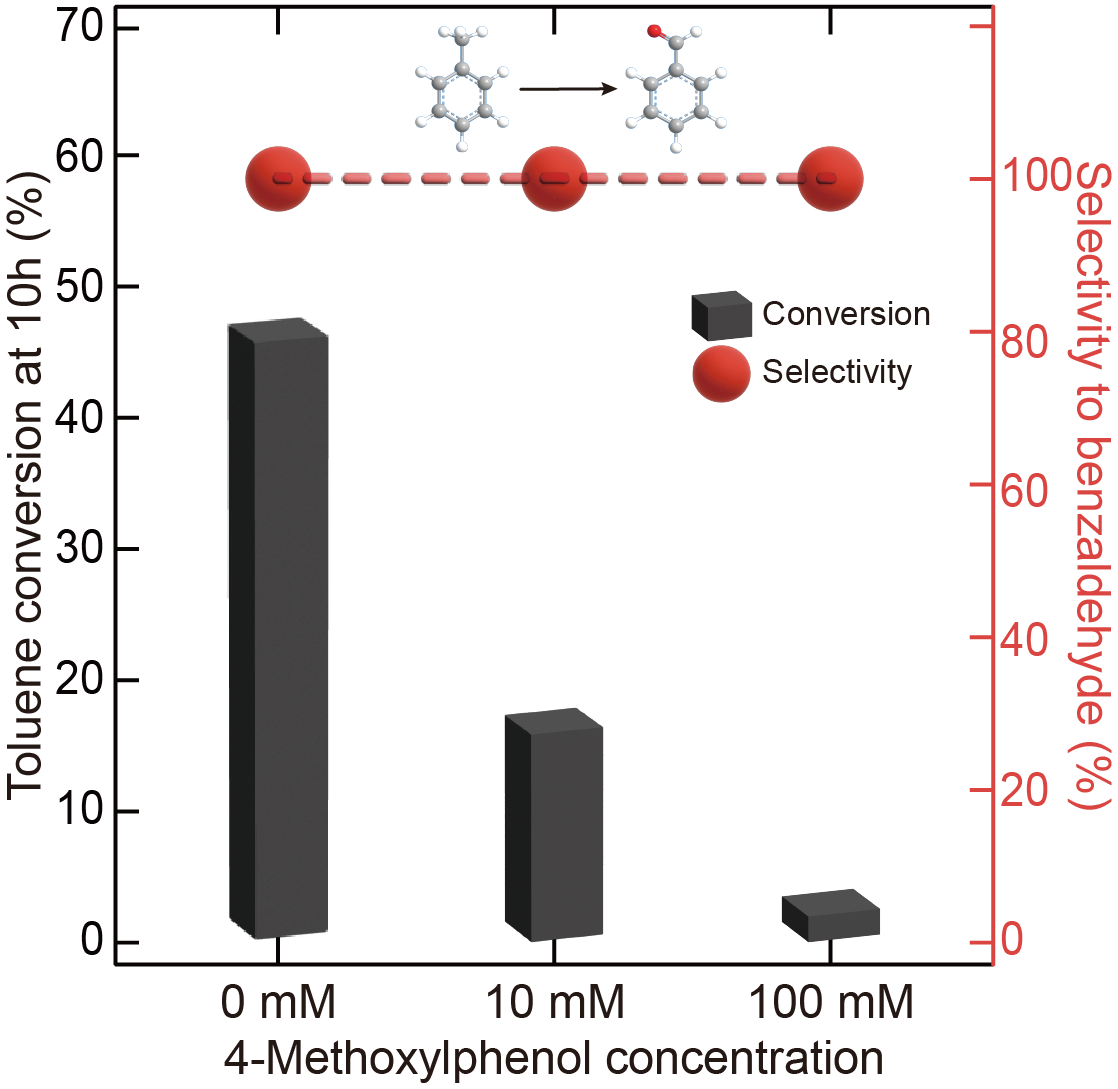 Toluene conversion at 10h (%)
70
60
50
40
30
20
10
0
Conversion
Selectivity
100
80
60
40
20
0
Selectivity to benzaldehyde (%)
0 mM
10 mM
100 mM
4-Methoxylphenol concentration